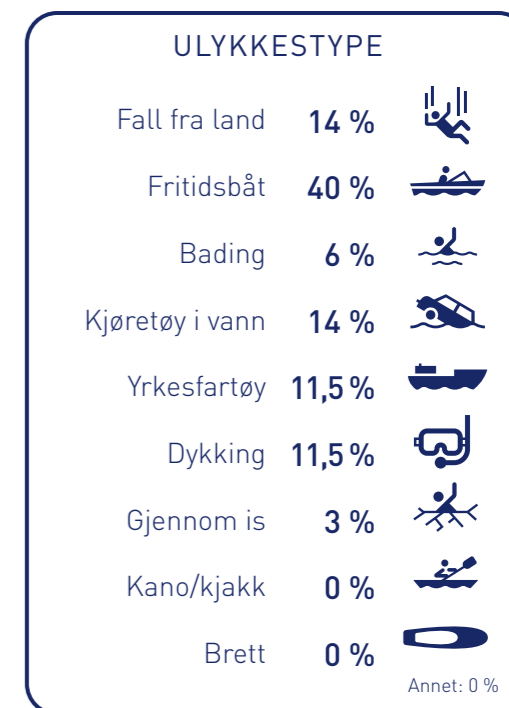 ULYKKESTYPE
Fall fra land 14 %
Fritidsbåt 40 %
Bading 6 %
Kjøretøy i vann 14 %
Yrkesfartøy 11,5 %
Dykking 11,5 %
Gjennom is 3 %
Kano/kjakk 0 %
Brett 0 %
Annet: 0 %